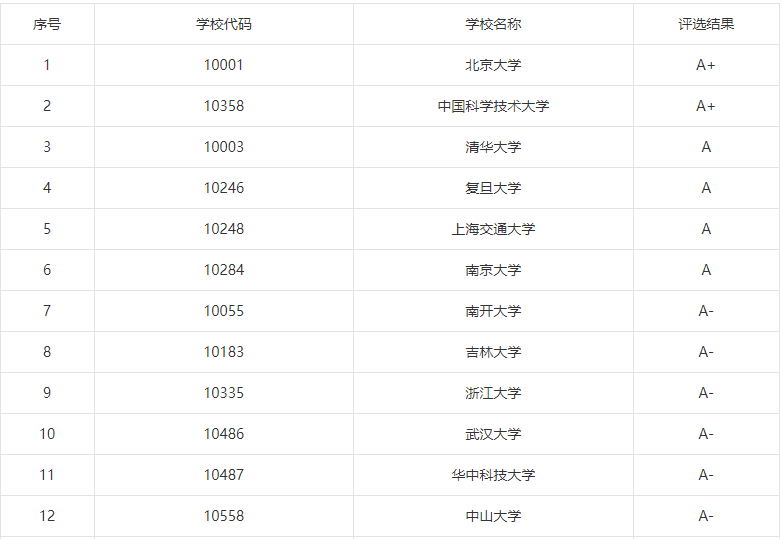 序号 学校代码 学校名称 评选结果
1 10001 北京大学 A+
2 10358 中国科学技术大学 A+
3 10003 清华大学 A
4 10246 复旦大学 A
5 10248 上海交通大学 A
6 10284 南京大学 A
7 10055 南开大学 A-
8 10183 吉林大学 A-
9 10335 浙江大学 A-
10 10486 武汉大学 A-
11 10487 华中科技大学 A-
12 10558 中山大学 A-